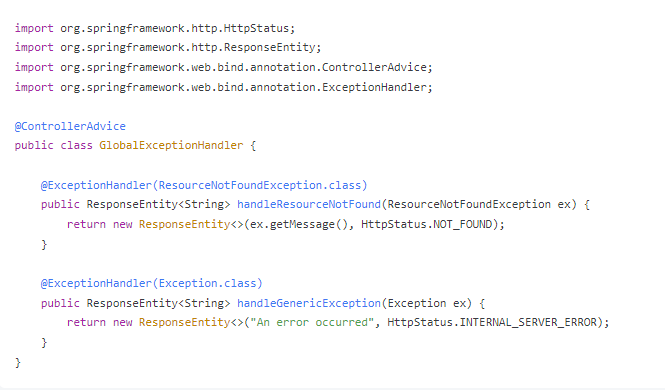 import org.springframework.http.HttpStatus;
import org.springframework.http.ResponseEntity;
import org.springframework.web.bind.annotation.ControllerAdvice;
import org.springframework.web.bind.annotation.ExceptionHandler;

@ControllerAdvice
public class GlobalExceptionHandler {

    @ExceptionHandler(ResourceNotFoundException.class)
    public ResponseEntity<String> handleResourceNotFound(ResourceNotFoundException ex) {
        return new ResponseEntity<>(ex.getMessage(), HttpStatus.NOT_FOUND);
    }

    @ExceptionHandler(Exception.class)
    public ResponseEntity<String> handleGenericException(Exception ex) {
        return new ResponseEntity<>("An error occurred", HttpStatus.INTERNAL_SERVER_ERROR);
    }
}